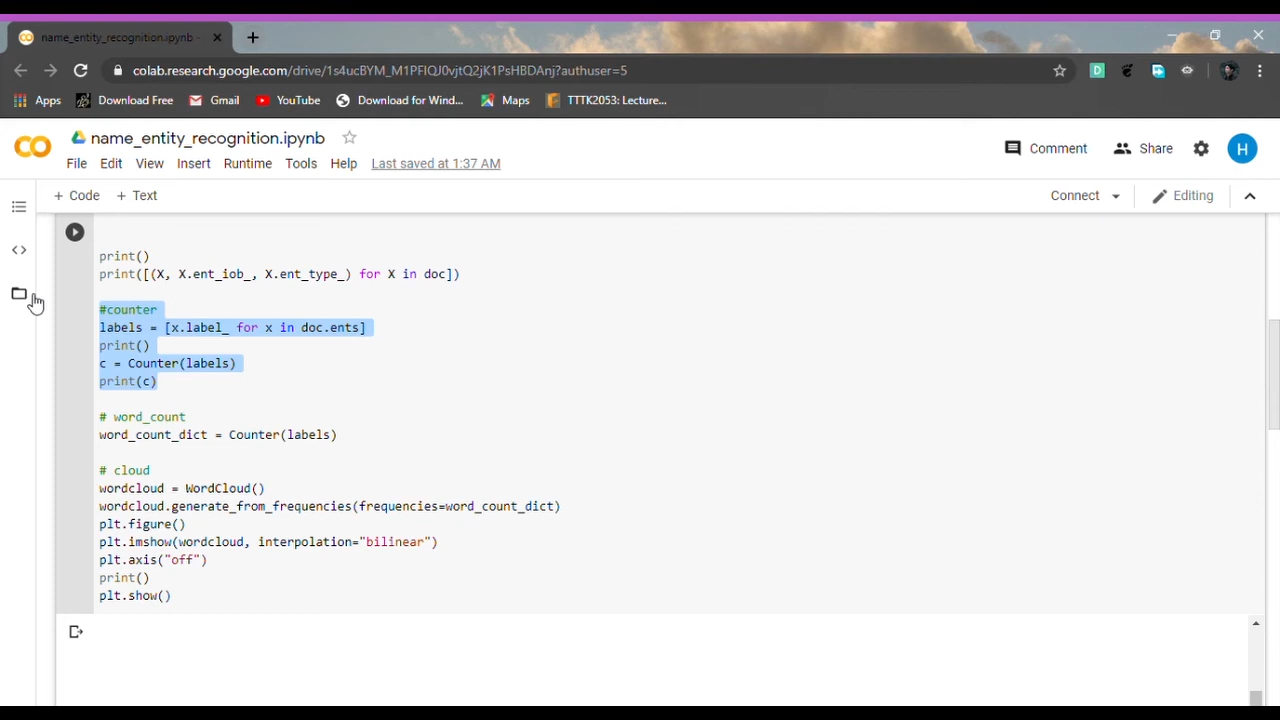 name_entity_recognition.ipynb -
colab.research.google.com/drive/1s4ucBYM_M1PFIQJ0vjtQ2jK1PsHBDAnj?authuser=5
Apps Download Free Gmail YouTube Download for Wind... Maps TTTK2053: Lecture...
name_entity_recognition.ipynb
Comment Share H
File Edit View Insert Runtime Tools Help Last saved at 1:37 AM
+ Code + Text Connect Editing
print()
print([(X, X.ent_iob_, X.ent_type_) for X in doc])
#counter
labels = [x.label_ for x in doc.ents]
print()
c = Counter(labels)
print(c)
# word_count
word_count_dict = Counter(labels)
# cloud
wordcloud = WordCloud()
wordcloud.generate_from_frequencies(frequencies=word_count_dict)
plt.figure()
plt.imshow(wordcloud, interpolation="bilinear")
plt.axis("off")
print()
plt.show()